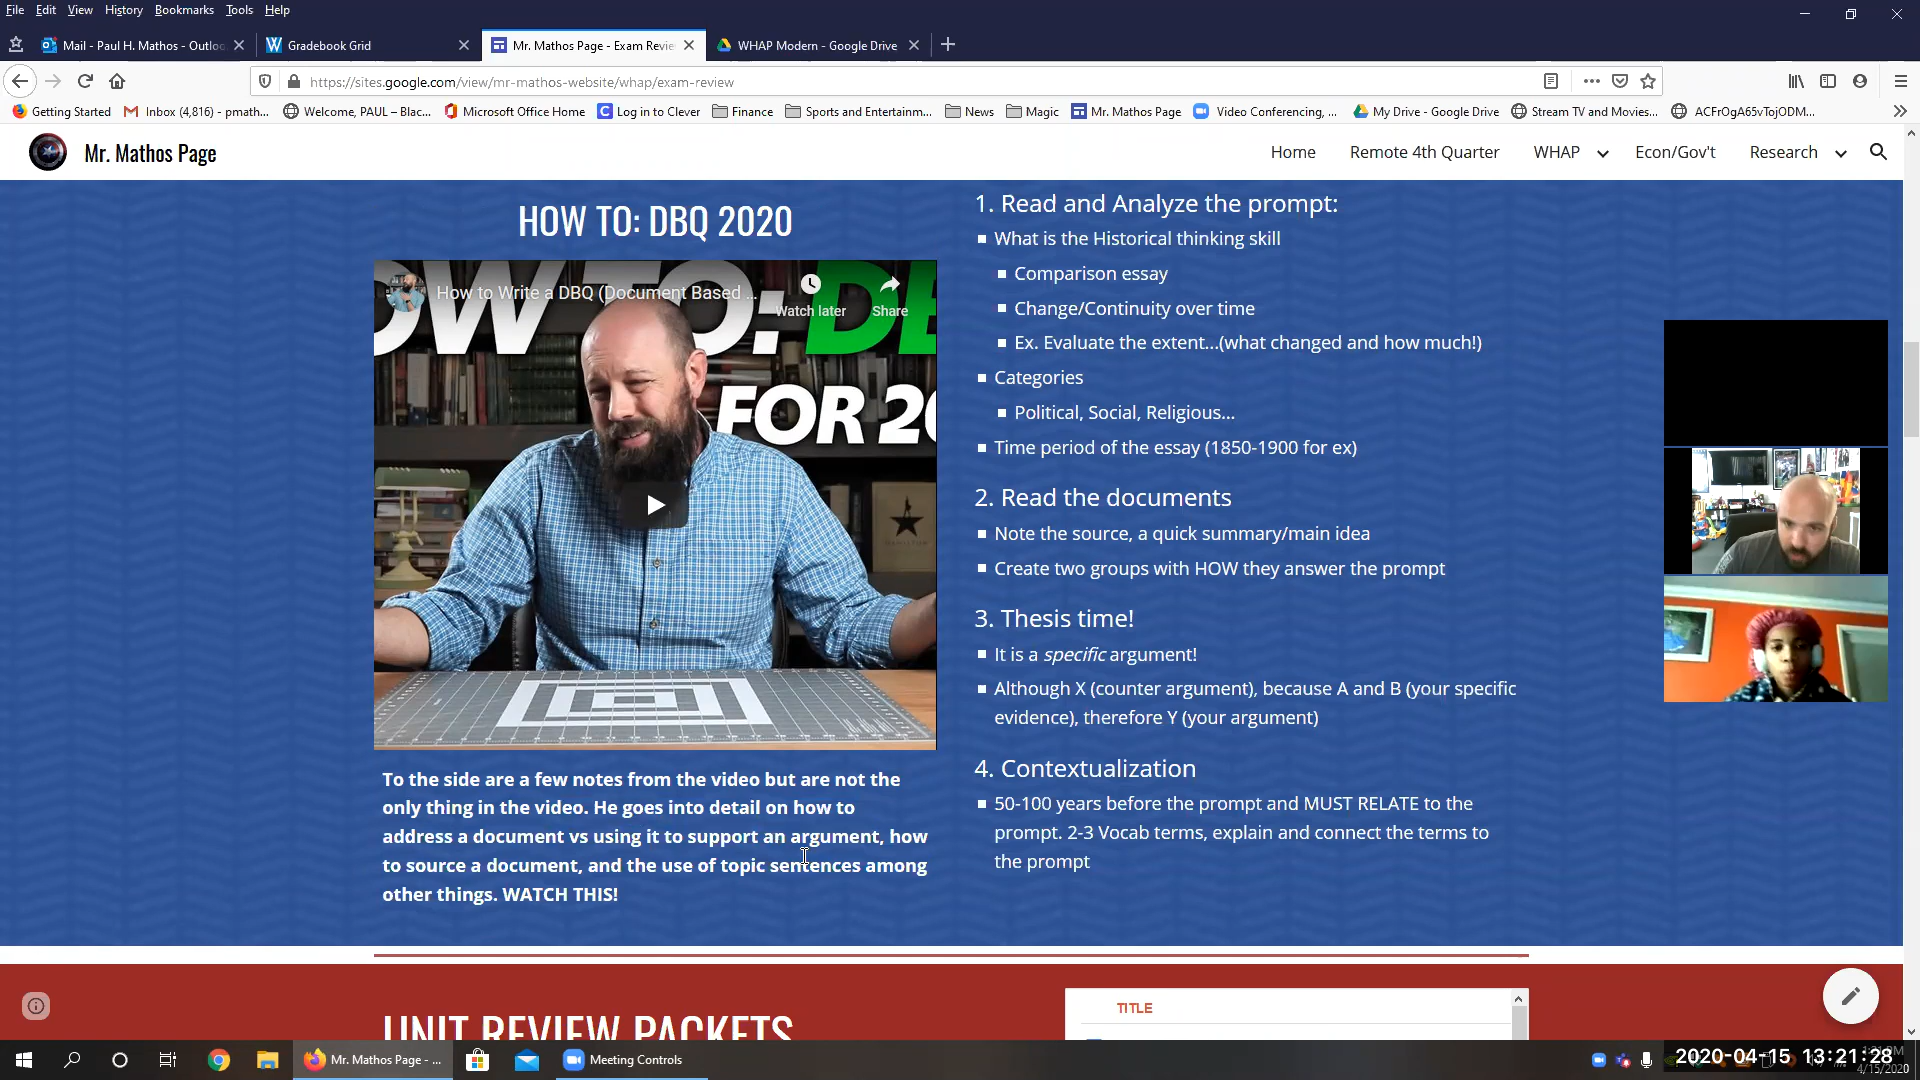 File Edit View History Bookmarks Tools Help
Mail - Paul H. Mathos - Outlo
Gradebook Grid
Mr. Mathos Page - Exam Revie
WHAP Modern - Google Drive
https://sites.google.com/view/mr-mathos-website/whap/exam-review
Getting Started
Inbox (4,816) - pmath...
Welcome, PAUL – Blac...
Microsoft Office Home
Log in to Clever
Finance
Sports and Entertainm...
News
Magic
Mr. Mathos Page
Video Conferencing, ...
My Drive - Google Drive
Stream TV and Movies...
ACFrOgA65vTojODM...
Mr. Mathos Page
Home
Remote 4th Quarter
WHAP
Econ/Gov't
Research
HOW TO: DBQ 2020
OW TO: DB
How to Write a DBQ (Document Based ...
Watch later
Share
FOR 20
HAMILTON
To the side are a few notes from the video but are not the
only thing in the video. He goes into detail on how to
address a document vs using it to support an argument, how
to source a document, and the use of topic sentences among
other things. WATCH THIS!
1. Read and Analyze the prompt:
What is the Historical thinking skill
Comparison essay
Change/Continuity over time
Ex. Evaluate the extent...(what changed and how much!)
Categories
Political, Social, Religious...
Time period of the essay (1850-1900 for ex)
2. Read the documents
Note the source, a quick summary/main idea
Create two groups with HOW they answer the prompt
3. Thesis time!
It is a specific argument!
Although X (counter argument), because A and B (your specific
evidence), therefore Y (your argument)
4. Contextualization
50-100 years before the prompt and MUST RELATE to the
prompt. 2-3 Vocab terms, explain and connect the terms to
the prompt
UNIT REVIEW PACKETS
TITLE
Mr. Mathos Page - ...
Meeting Controls
2020-04-15 13:21:28
4/15/2020